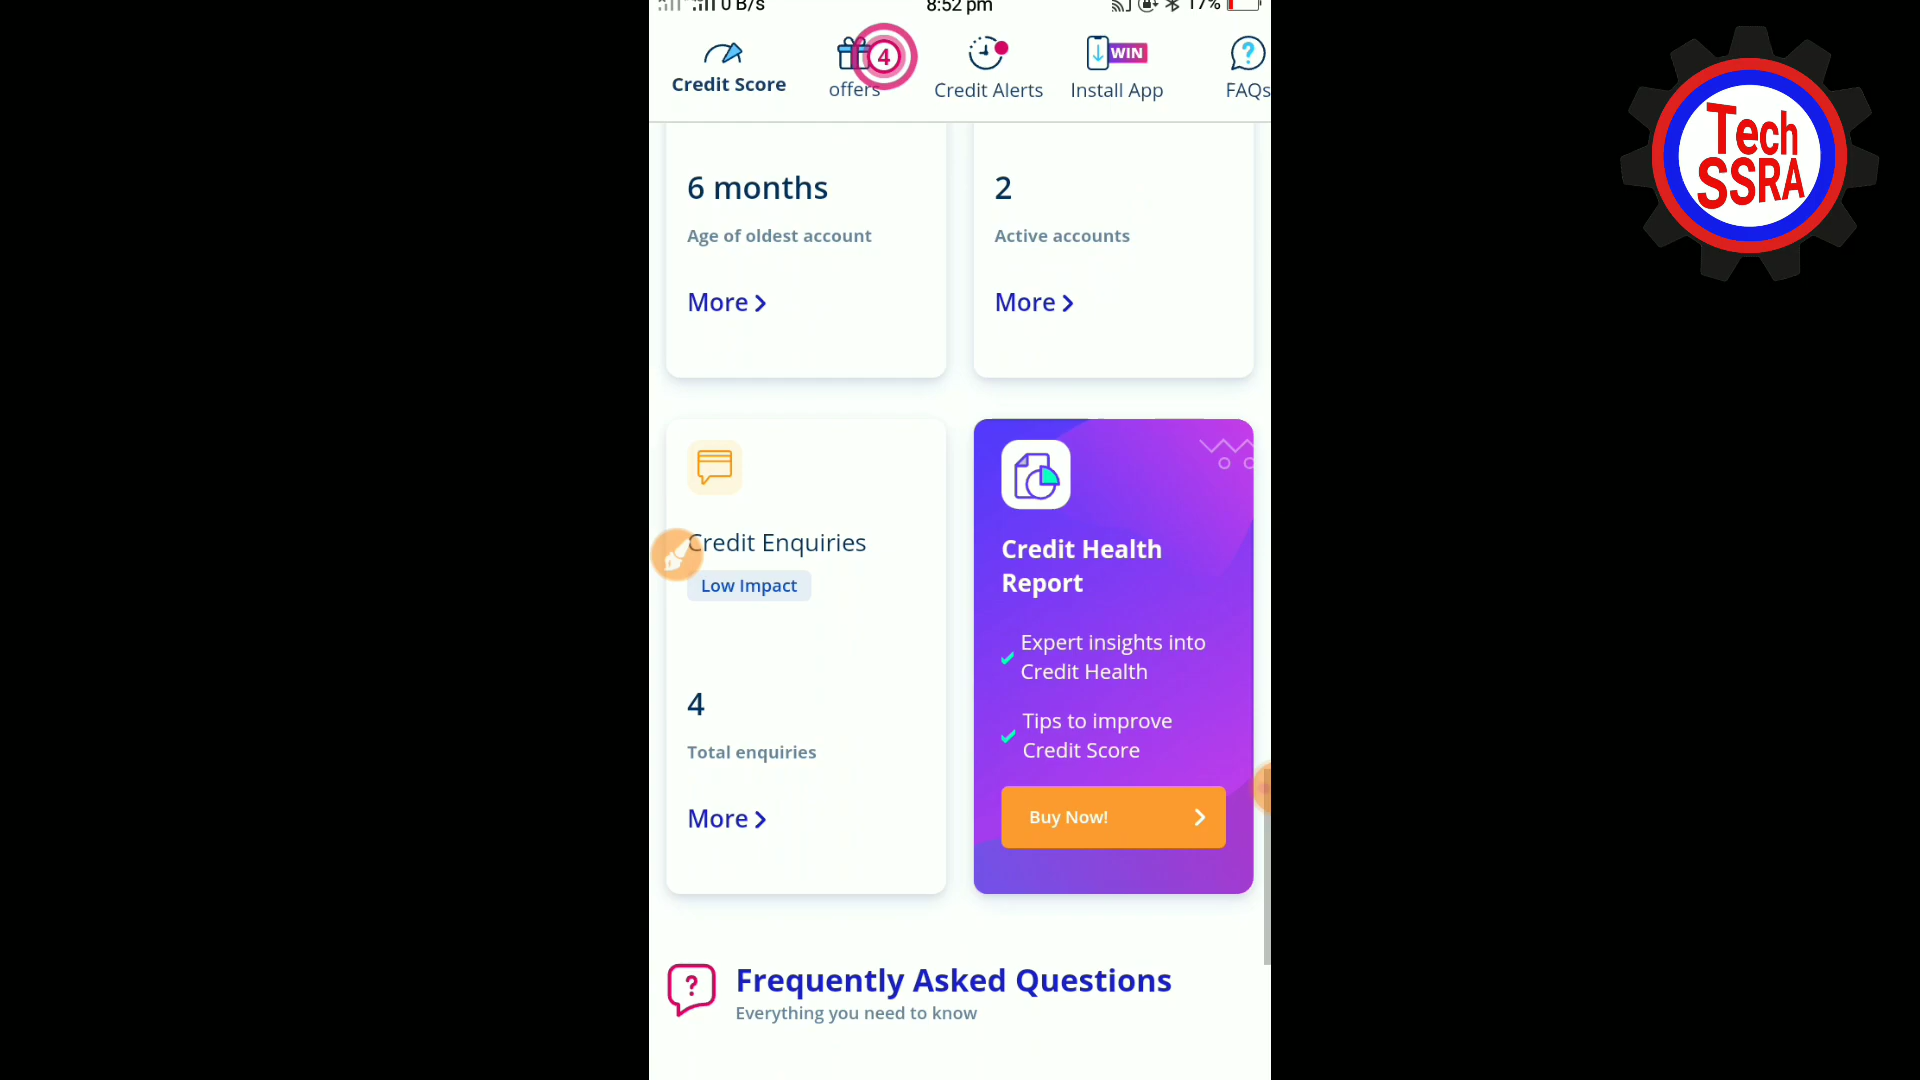 0 B/s
8:52 pm
17%
Credit Score
4
offers
Credit Alerts
WIN
Install App
FAQs
6 months
Age of oldest account
More
2
Active accounts
More
Credit Enquiries
Low Impact
4
Total enquiries
More
Credit Health
Report
Expert insights into
Credit Health
Tips to improve
Credit Score
Buy Now!
Frequently Asked Questions
Everything you need to know
Tech
SSRA